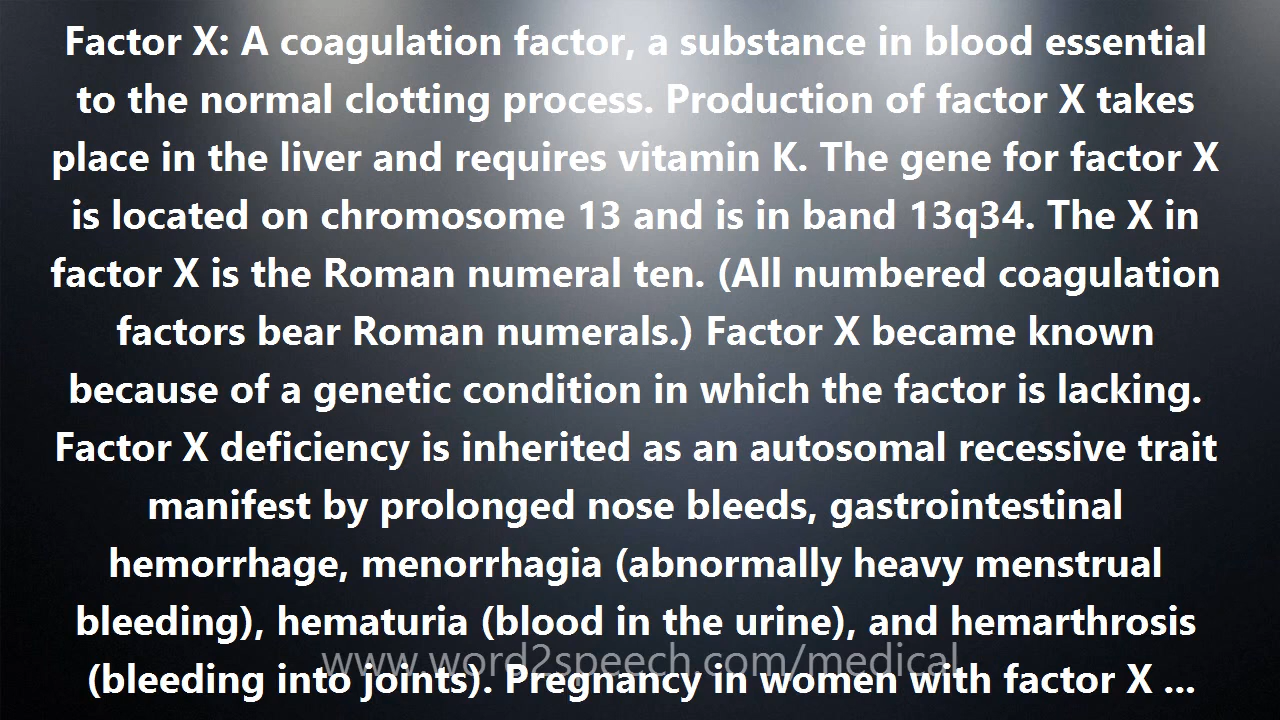 Factor X: A coagulation factor, a substance in blood essential
to the normal clotting process. Production of factor X takes
place in the liver and requires vitamin K. The gene for factor X
is located on chromosome 13 and is in band 13q34. The X in
factor X is the Roman numeral ten. (All numbered coagulation
factors bear Roman numerals.) Factor X became known
because of a genetic condition in which the factor is lacking.
Factor X deficiency is inherited as an autosomal recessive trait
manifest by prolonged nose bleeds, gastrointestinal
hemorrhage, menorrhagia (abnormally heavy menstrual
bleeding), hematuria (blood in the urine), and hemarthrosis
www.word2speech.com/medical
(bleeding into joints). Pregnancy in women with factor X ...